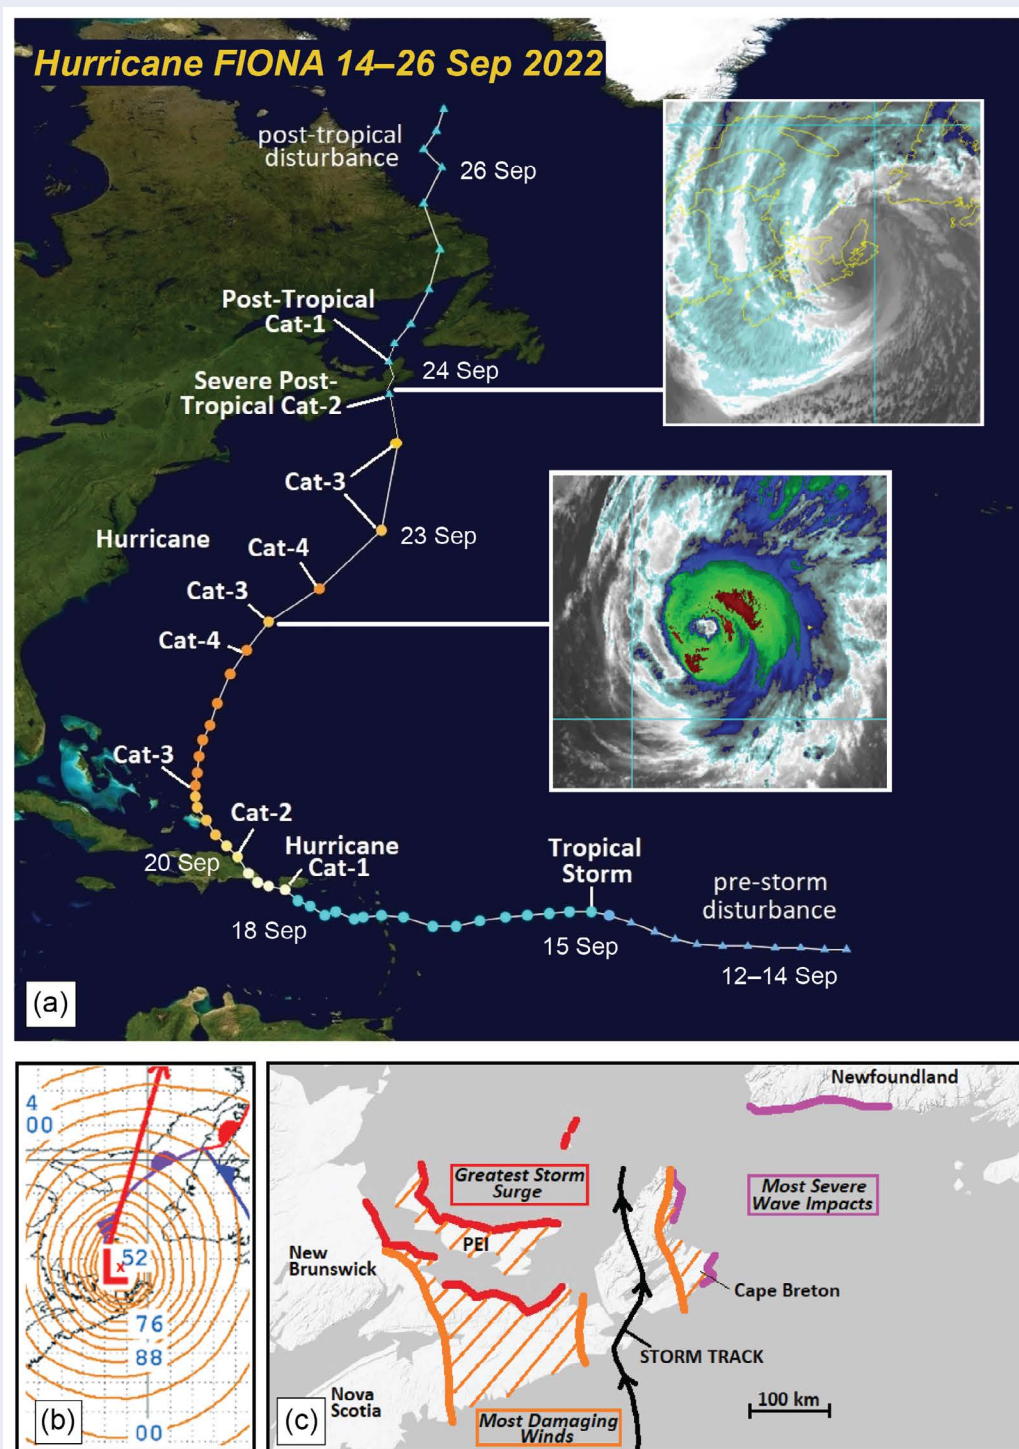 Hurricane FIONA 14–26 Sep 2022
post-tropical
disturbance
26 Sep
Post-Tropical
Cat-1
24 Sep
Severe Post-
Tropical Cat-2
Cat-3
23 Sep
Hurricane
Cat-4
Cat-3
Cat-4
Cat-3
Cat-2
20 Sep
Hurricane
Cat-1
18 Sep
Tropical
Storm
15 Sep
pre-storm
disturbance
12–14 Sep
(a)
4
00
L
x
52
76
88
00
(b)
Newfoundland
Greatest Storm
Surge
Most Severe
Wave Impacts
New
Brunswick
PEI
Cape Breton
STORM TRACK
Nova
Scotia
Most Damaging
Winds
100 km
(c)